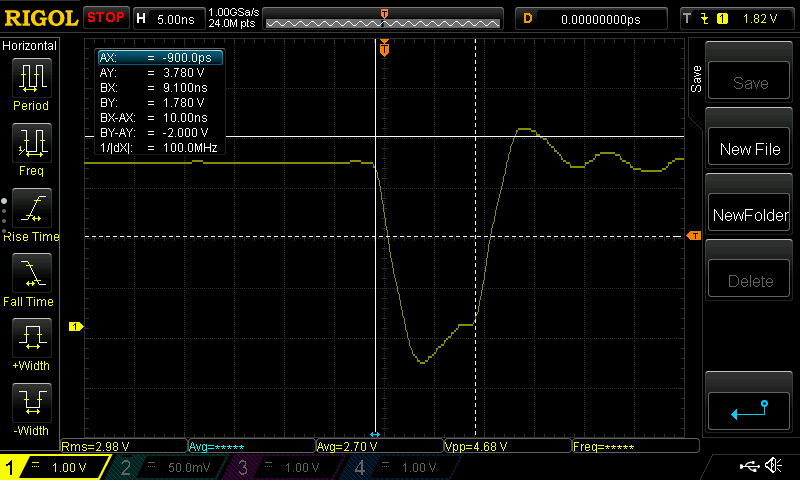 RIGOL STOP H 5.00ns 1.00GSa/s 24.0M pts T D 0.00000000ps T 1 1.82 V
Horizontal
Period
Freq
Rise Time
Fall Time
+Width
-Width
AX: = -900.0ps
AY: = 3.780 V
BX: = 9.100ns
BY: = 1.780 V
BX-AX: = 10.00ns
BY-AY: = -2.000 V
1/|dX|: = 100.0MHz
T
T
1
Save
Save
New File
NewFolder
Delete
Rms=2.98 V Avg=***** Avg=2.70 V Vpp=4.68 V Freq=*****
1 = 1.00 V 2 = 50.0mV 3 = 1.00 V 4 = 1.00 V